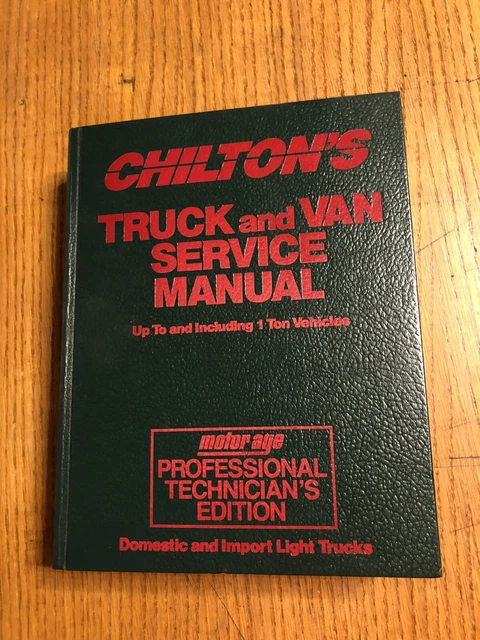 CHILTON'S
TRUCK and VAN
SERVICE
MANUAL
Up To and Including 1 Ton Vehicles
motor age
PROFESSIONAL
TECHNICIAN'S
EDITION
Domestic and Import Light Trucks